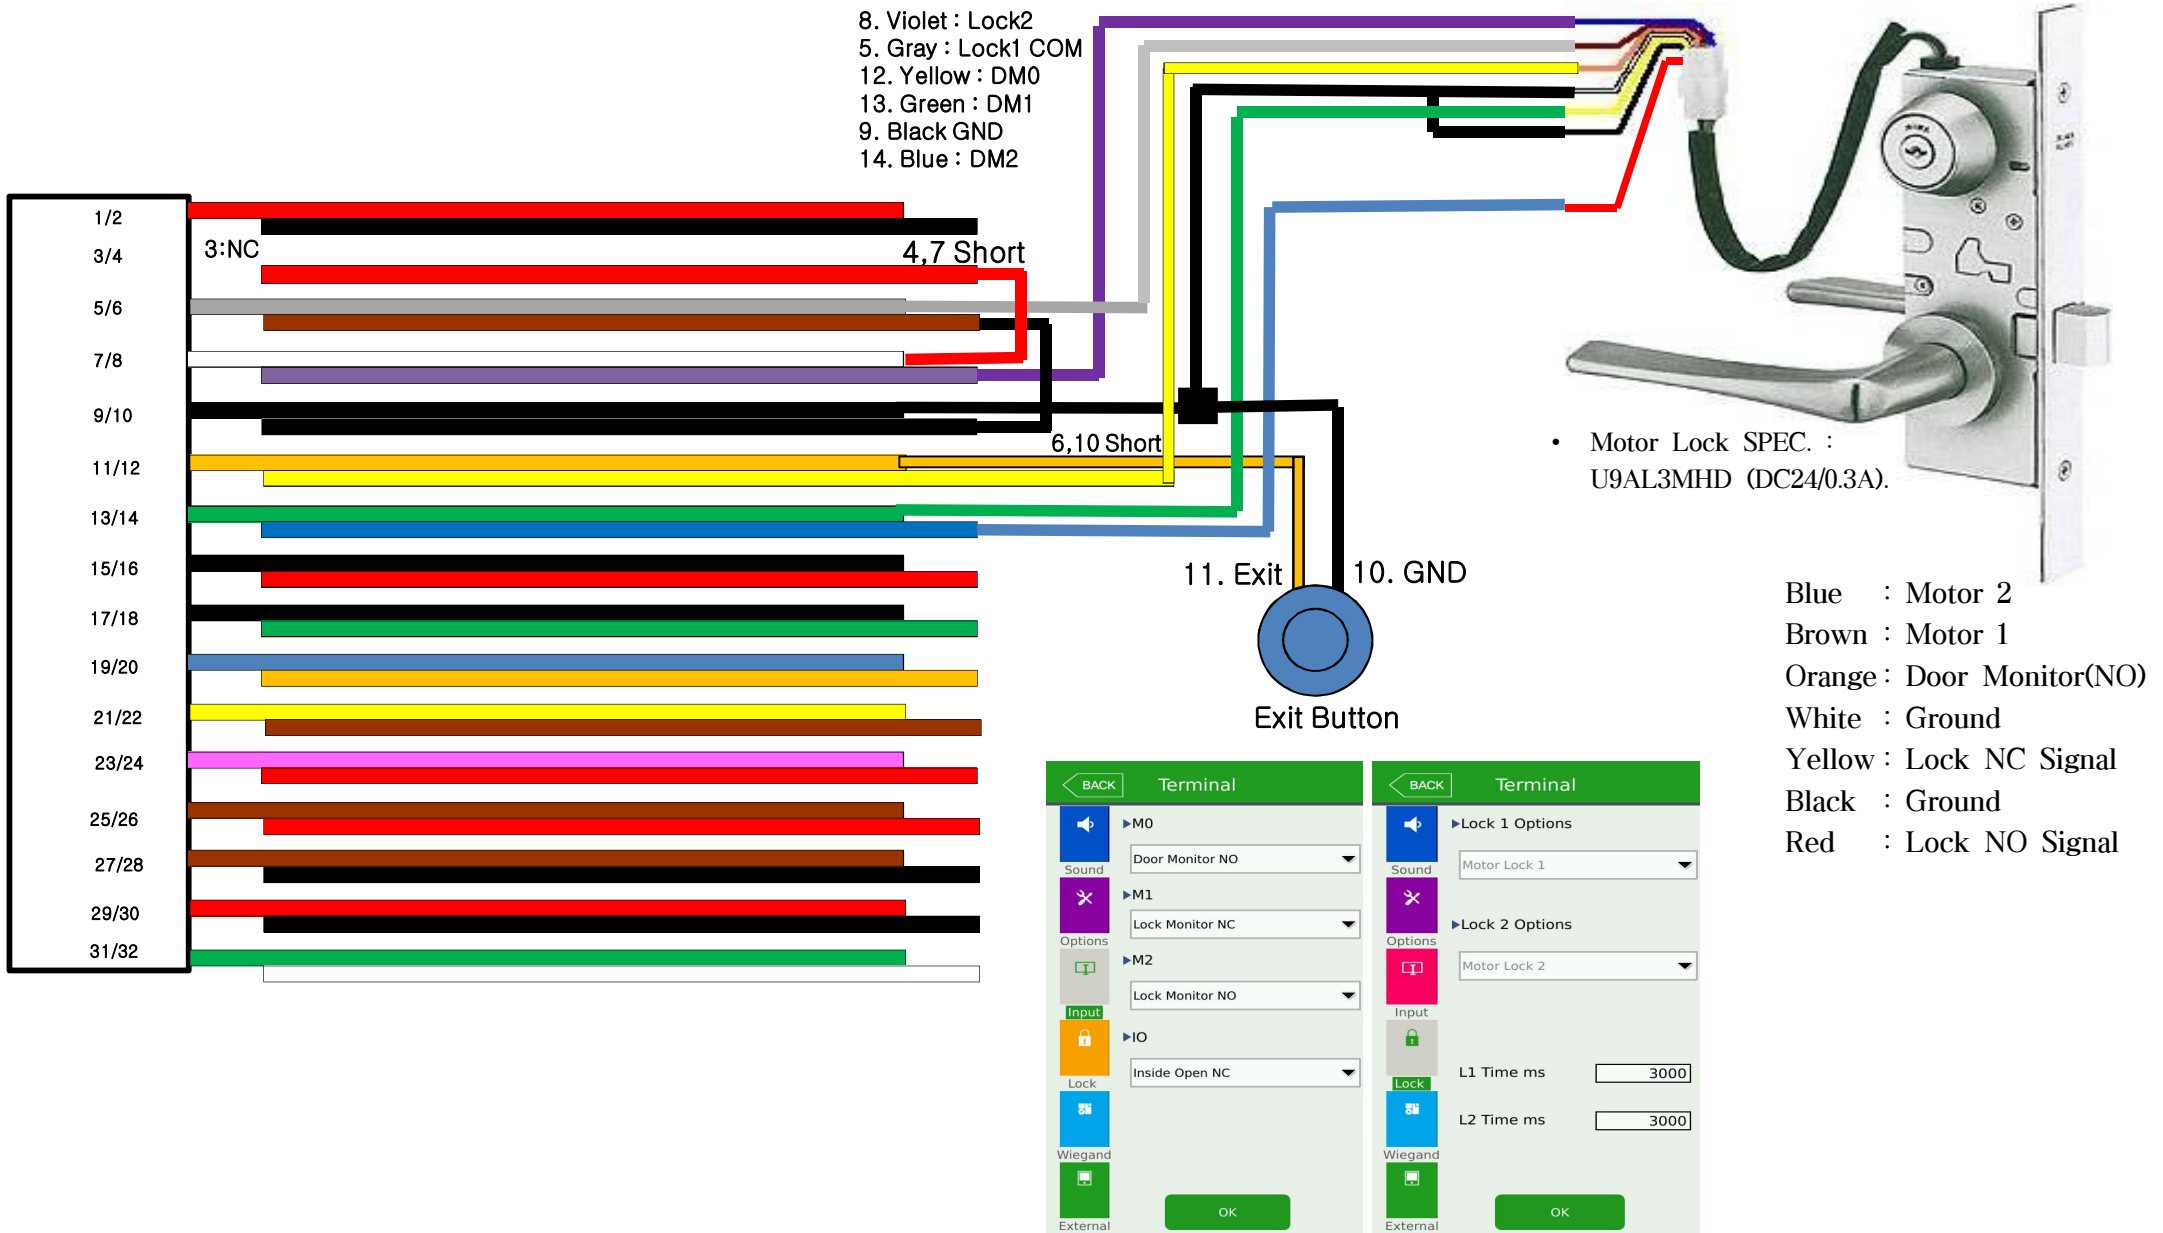 8. Violet : Lock2
5. Gray : Lock1 COM
12. Yellow : DM0
13. Green : DM1
9. Black GND
14. Blue : DM2
1/2
3/4
3:NC
4,7 Short
5/6
7/8
9/10
6,10 Short
11/12
13/14
15/16
17/18
19/20
21/22
23/24
25/26
27/28
29/30
31/32
11. Exit
10. GND
Exit Button
• Motor Lock SPEC. :
U9AL3MHD (DC24/0.3A).
Blue : Motor 2
Brown : Motor 1
Orange : Door Monitor(NO)
White : Ground
Yellow : Lock NC Signal
Black : Ground
Red : Lock NO Signal
BACK
Terminal
Sound
Options
Input
Lock
Wiegand
External
▶M0
Door Monitor NO
▶M1
Lock Monitor NC
▶M2
Lock Monitor NO
▶IO
Inside Open NC
OK
BACK
Terminal
Sound
Options
Input
Lock
Wiegand
External
▶Lock 1 Options
Motor Lock 1
▶Lock 2 Options
Motor Lock 2
L1 Time ms 3000
L2 Time ms 3000
OK